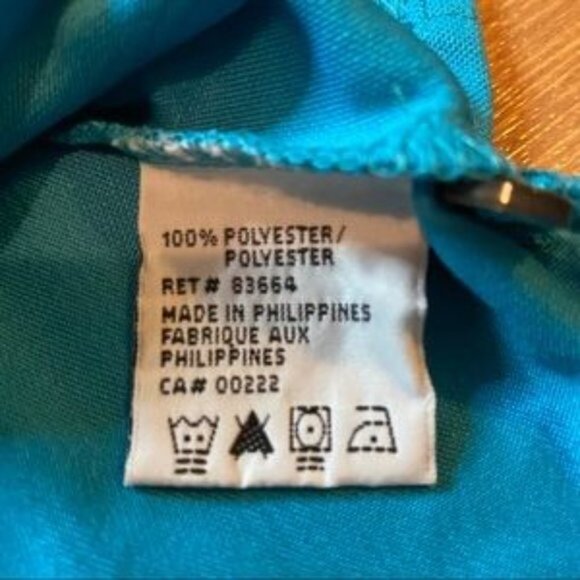 100% POLYESTER/
POLYESTER
RET# 83664
MADE IN PHILIPPINES
FABRIQUE AUX
PHILIPPINES
CA# 00222